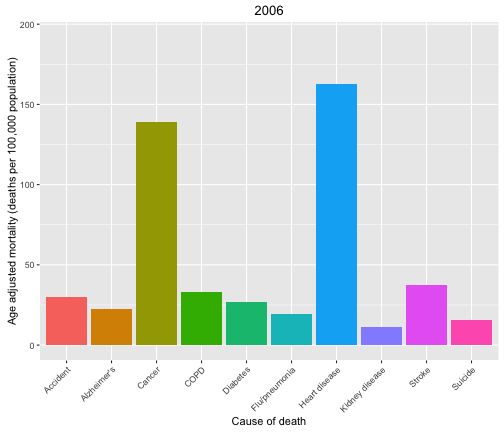 2006
Age adjusted mortality (deaths per 100,000 population)
200
150
100
50
0
Accident
Alzheimer's
Cancer
COPD
Diabetes
Flu/pneumonia
Heart disease
Kidney disease
Stroke
Suicide
Cause of death